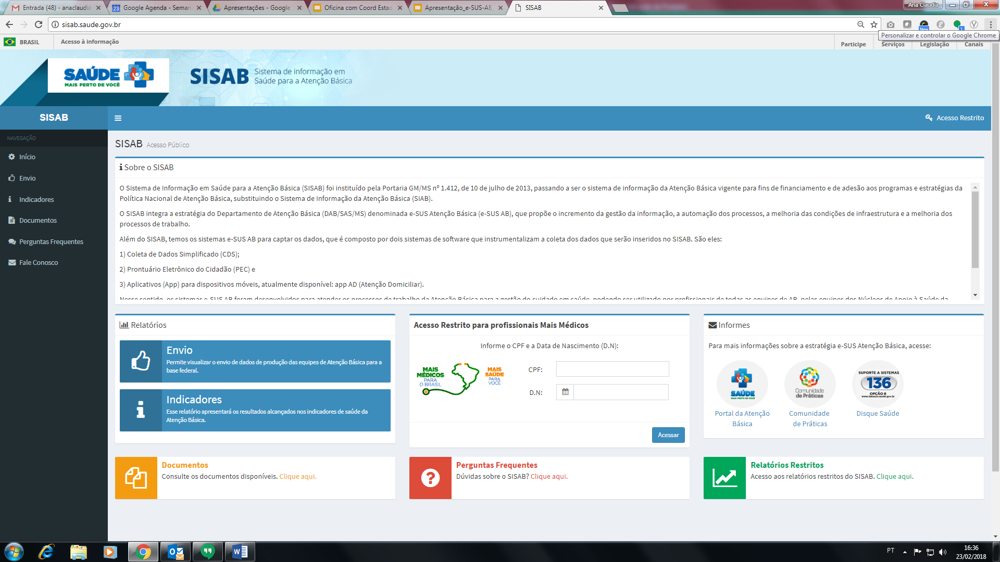 Entrada (48) - anaclaudia
Google Agenda - Seman
Apresentações - Google
Oficina com Coord Estad
Apresentação_e-SUS-AB_
SISAB
Ana Claudia
sisab.saude.gov.br
New
1
Personalizar e controlar o Google Chrome
BRASIL
Acesso à informação
Participe
Serviços
Legislação
Canais
SAÚDE
MAIS PERTO DE VOCÊ
SISAB
Sistema de informação em
Saúde para a Atenção Básica
SISAB
Acesso Restrito
NAVEGAÇÃO
Início
Envio
Indicadores
Documentos
Perguntas Frequentes
Fale Conosco
SISAB Acesso Público
Sobre o SISAB
O Sistema de Informação em Saúde para a Atenção Básica (SISAB) foi instituído pela Portaria GM/MS nº 1.412, de 10 de julho de 2013, passando a ser o sistema de informação da Atenção Básica vigente para fins de financiamento e de adesão aos programas e estratégias da
Política Nacional de Atenção Básica, substituindo o Sistema de Informação da Atenção Básica (SIAB).
O SISAB integra a estratégia do Departamento de Atenção Básica (DAB/SAS/MS) denominada e-SUS Atenção Básica (e-SUS AB), que propõe o incremento da gestão da informação, a automação dos processos, a melhoria das condições de infraestrutura e a melhoria dos
processos de trabalho.
Além do SISAB, temos os sistemas e-SUS AB para captar os dados, que é composto por dois sistemas de software que instrumentalizam a coleta dos dados que serão inseridos no SISAB. São eles:
1) Coleta de Dados Simplificado (CDS);
2) Prontuário Eletrônico do Cidadão (PEC) e
3) Aplicativos (App) para dispositivos móveis, atualmente disponível: app AD (Atenção Domiciliar).
Nesse sentido, os sistemas e-SUS AB foram desenvolvidos para atender os processos de trabalho da Atenção Básica para a gestão do cuidado em saúde, podendo ser utilizado por profissionais de todas as equipes de AB, pelas equipes dos Núcleos de Apoio à Saúde da
Relatórios
Envio
Permite visualizar o envio de dados de produção das equipes de Atenção Básica para a
base federal.
Indicadores
Esse relatório apresentará os resultados alcançados nos indicadores de saúde da
Atenção Básica.
Acesso Restrito para profissionais Mais Médicos
Informe o CPF e a Data de Nascimento (D.N):
MAIS
MÉDICOS
PARA
O BRASIL
MAIS
SAÚDE
PARA
VOCÊ
CPF:
D.N:
Acessar
Informes
Para mais informações sobre a estratégia e-SUS Atenção Básica, acesse:
SAÚDE
MAIS PERTO DE VOCÊ
Comunidade
de Práticas
SUPORTE A SISTEMAS
136
OPÇÃO 8
www.datasus.saude.gov.br
Portal da Atenção
Básica
Comunidade
de Práticas
Disque Saúde
Documentos
Consulte os documentos disponíveis. Clique aqui.
Perguntas Frequentes
Dúvidas sobre o SISAB? Clique aqui.
Relatórios Restritos
Acesso aos relatórios restritos do SISAB. Clique aqui.
PT
16:36
23/02/2018